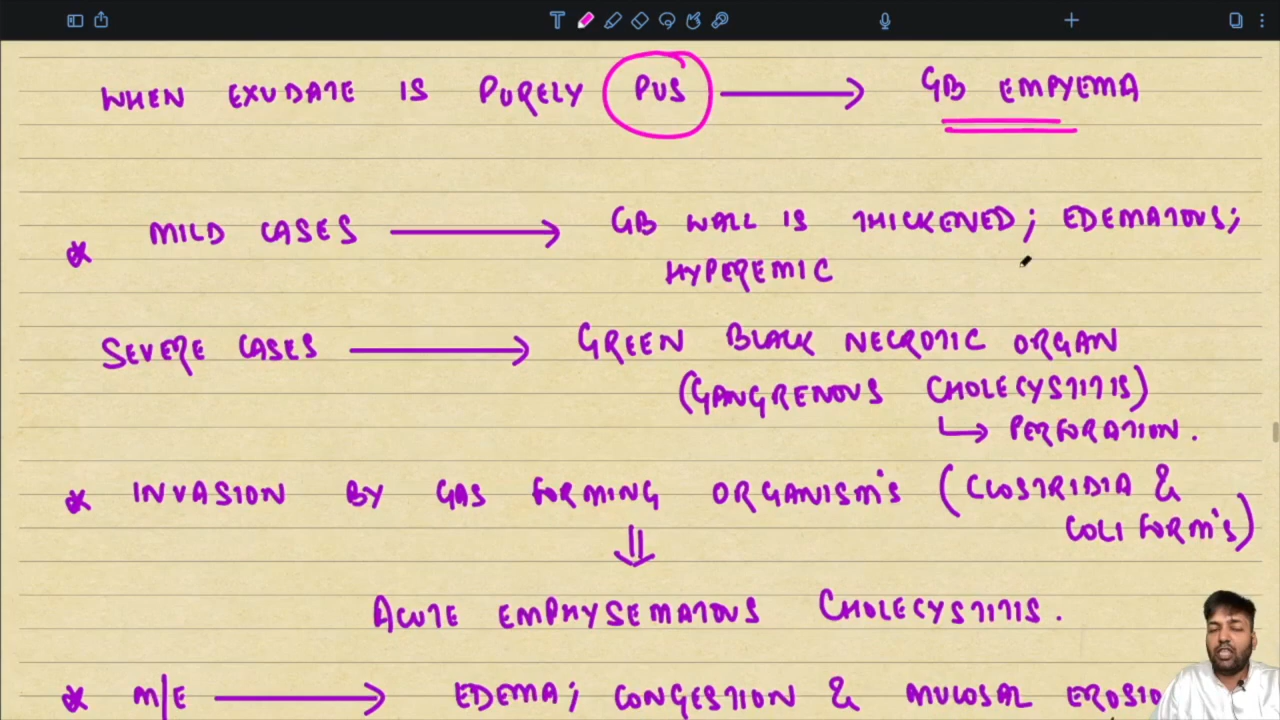 WHEN EXUDATE IS PURELY PUS → GB EMPYEMA
* MILD CASES → GB WALL IS THICKENED; EDEMATOUS;
HYPEREMIC
SEVERE CASES → GREEN BLACK NECROTIC ORGAN
(GANGRENOUS CHOLECYSTITIS)
↳ PERFORATION.
* INVASION BY GAS FORMING ORGANISM'S (CLOSTRIDIA &
COLIFORM'S)
⇓
ACUTE EMPHYSEMATOUS CHOLECYSTITIS.
* M/E → EDEMA; CONGESTION & MUCOSAL EROSIO